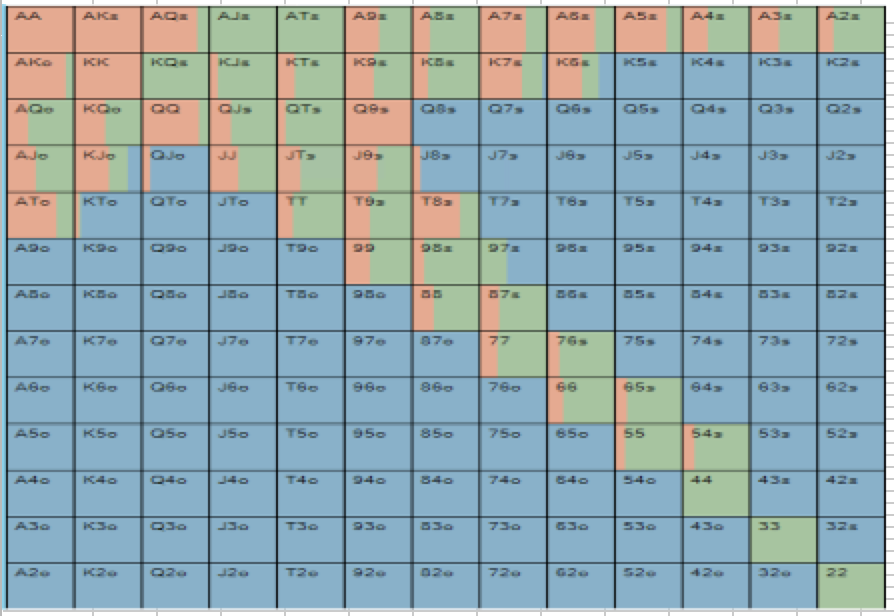 AA AKs AQs AJs ATs A9s A8s A7s A6s A5s A4s A3s A2s
AKo KK KQs KJs KTs K9s K8s K7s K6s K5s K4s K3s K2s
AQo KQo QQ QJs QTs Q9s Q8s Q7s Q6s Q5s Q4s Q3s Q2s
AJo KJo QJo JJ JTs J9s J8s J7s J6s J5s J4s J3s J2s
ATo KTo QTo JTo TT T9s T8s T7s T6s T5s T4s T3s T2s
A9o K9o Q9o J9o T9o 99 98s 97s 96s 95s 94s 93s 92s
A8o K8o Q8o J8o T8o 98o 88 87s 86s 85s 84s 83s 82s
A7o K7o Q7o J7o T7o 97o 87o 77 76s 75s 74s 73s 72s
A6o K6o Q6o J6o T6o 96o 86o 76o 66 65s 64s 63s 62s
A5o K5o Q5o J5o T5o 95o 85o 75o 65o 55 54s 53s 52s
A4o K4o Q4o J4o T4o 94o 84o 74o 64o 54o 44 43s 42s
A3o K3o Q3o J3o T3o 93o 83o 73o 63o 53o 43o 33 32s
A2o K2o Q2o J2o T2o 92o 82o 72o 62o 52o 42o 32o 22